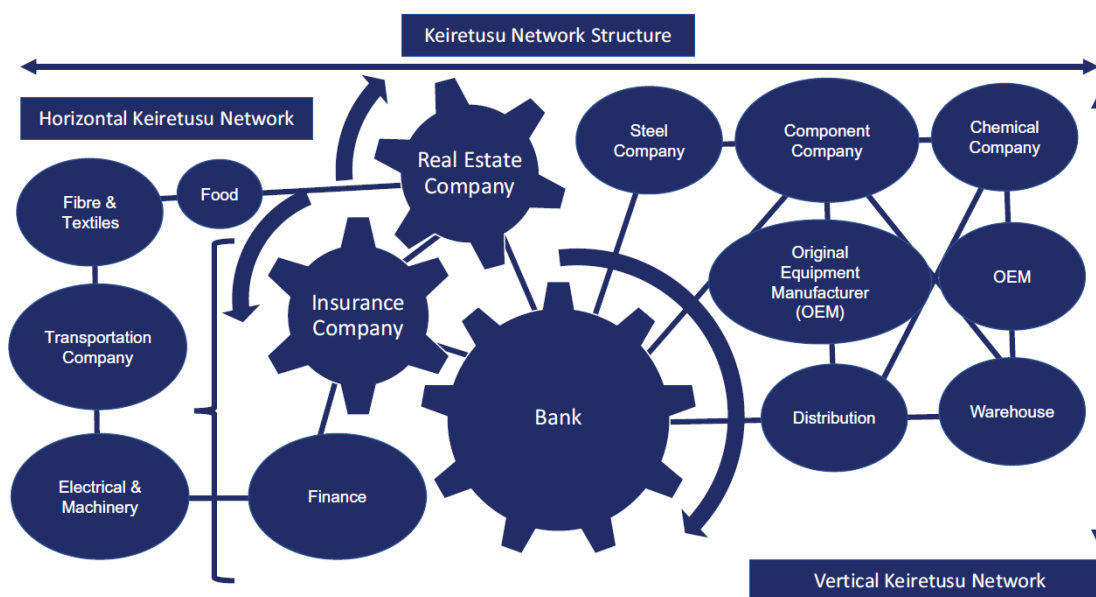 Keiretusu Network Structure
Horizontal Keiretusu Network
Real Estate
Company
Steel
Company
Component
Company
Chemical
Company
Fibre &
Textiles
Food
Insurance
Company
Original
Equipment
Manufacturer
(OEM)
OEM
Transportation
Company
Bank
Distribution
Warehouse
Electrical &
Machinery
Finance
Vertical Keiretusu Network